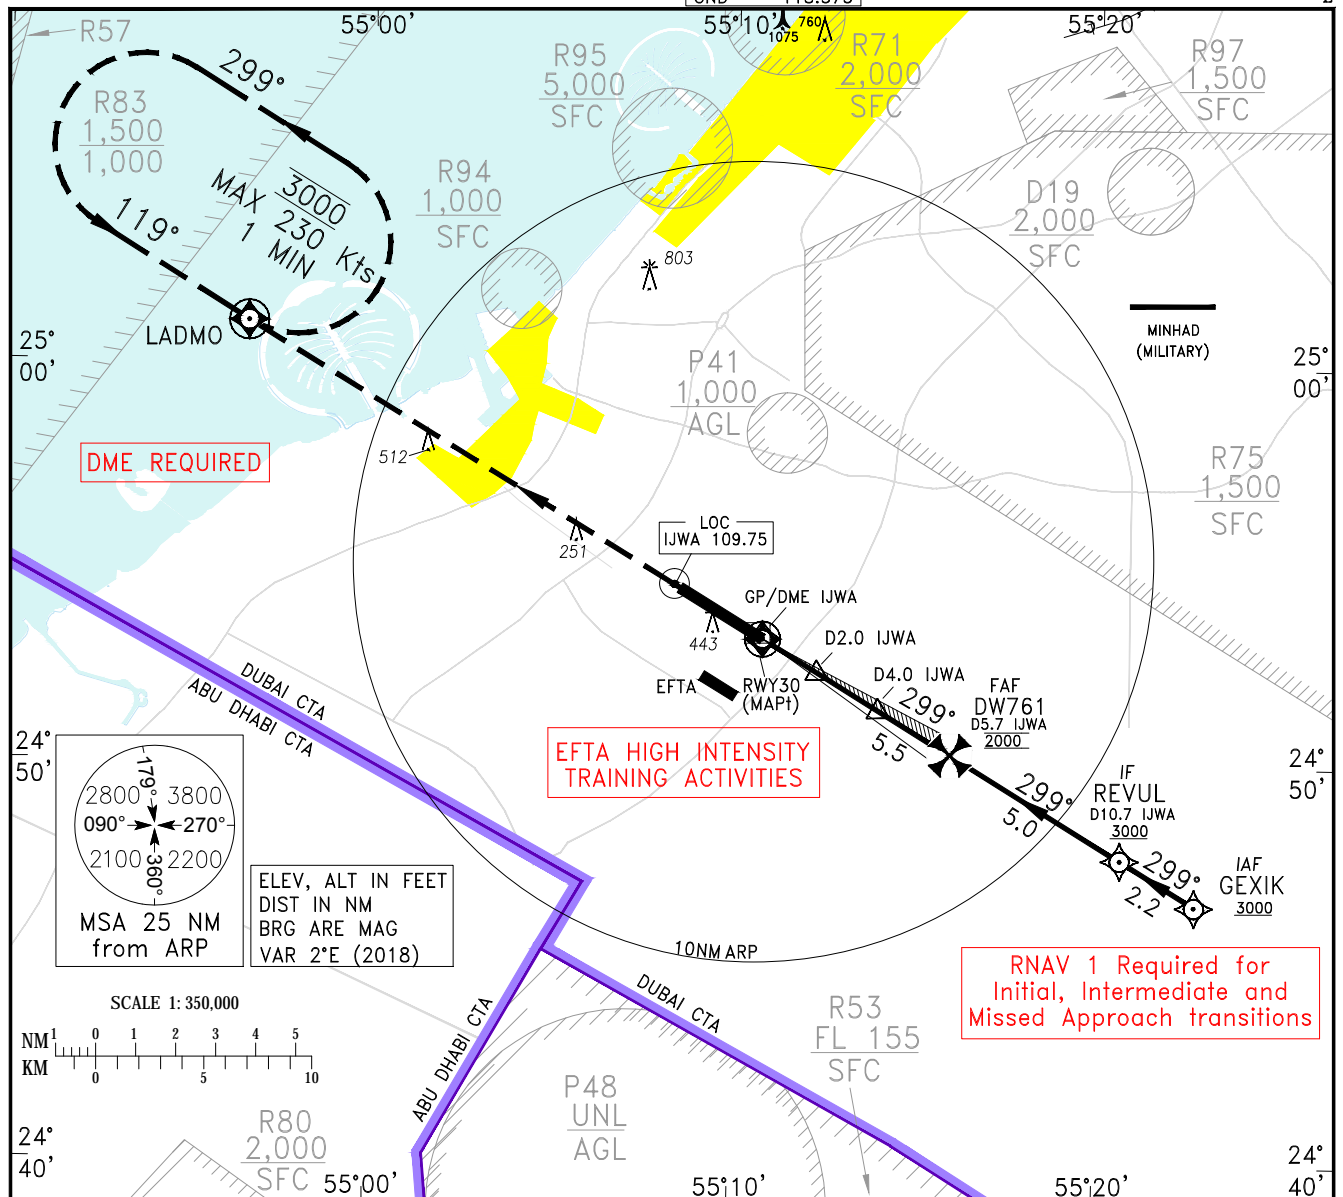 55°00'
55°10'
55°20'
1075
760
R57
299°
R83
1,500
1,000
119°
3000
MAX 230 Kts
1 MIN
LADMO
R95
5,000
SFC
R94
1,000
SFC
R71
2,000
SFC
R97
1,500
SFC
D19
2,000
SFC
803
MINHAD
(MILITARY)
25°
00'
25°
00'
P41
1,000
AGL
R75
1,500
SFC
DME REQUIRED
512
251
LOC
IJWA 109.75
GP/DME IJWA
443
EFTA
RWY30
(MAPt)
D2.0 IJWA
D4.0 IJWA
299°
5.5
FAF
DW761
D5.7 IJWA
2000
DUBAI CTA
ABU DHABI CTA
EFTA HIGH INTENSITY
TRAINING ACTIVITIES
24°
50'
24°
50'
299°
5.0
IF
REVUL
D10.7 IJWA
3000
299°
2.2
IAF
GEXIK
3000
179°
2800
3800
090°
270°
2100
2200
360°
MSA 25 NM
from ARP
ELEV, ALT IN FEET
DIST IN NM
BRG ARE MAG
VAR 2°E (2018)
10NM ARP
RNAV 1 Required for
Initial, Intermediate and
Missed Approach transitions
SCALE 1: 350,000
NM 1 0 1 2 3 4 5
KM 0 5 10
ABU DHABI CTA
DUBAI CTA
R53
FL 155
SFC
P48
UNL
AGL
R80
2,000
SFC
24°
40'
24°
40'
55°00'
55°10'
55°20'